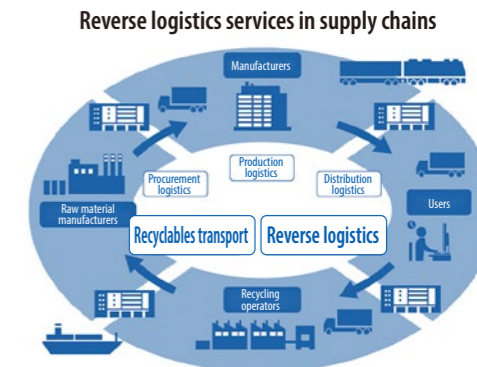 Reverse logistics services in supply chains
Manufacturers
Production
logistics
Procurement
logistics
Distribution
logistics
Raw material
manufacturers
Users
Recyclables transport
Reverse logistics
Recycling
operators